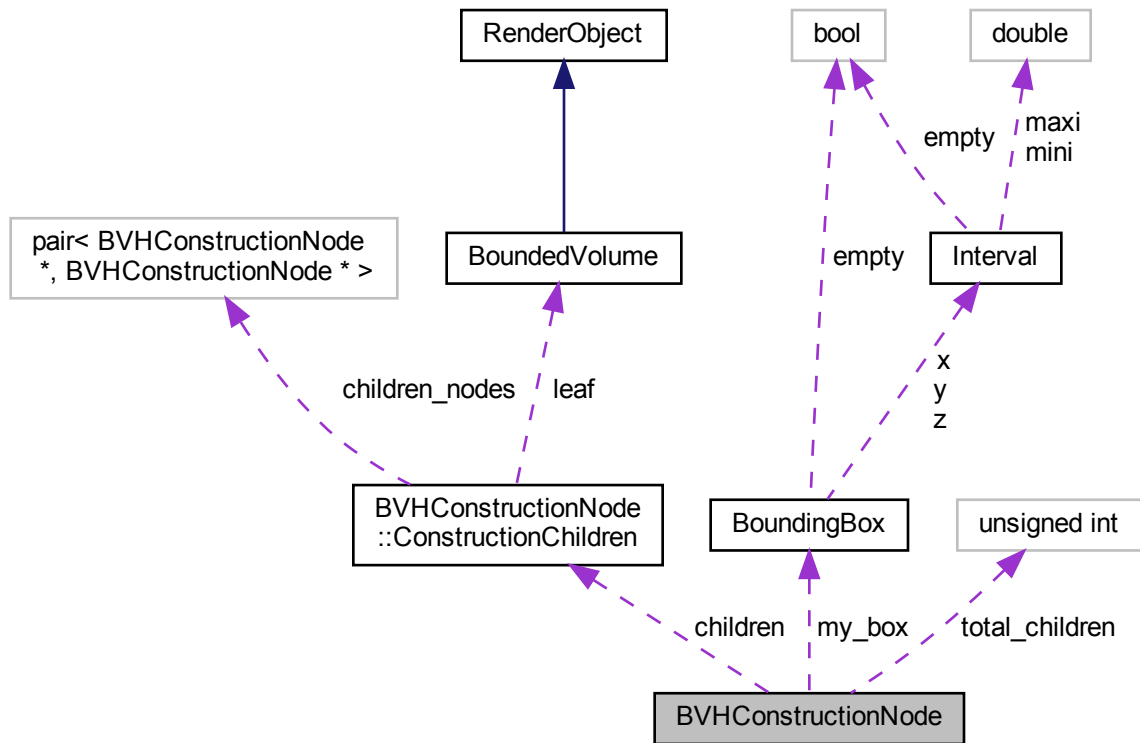 RenderObject
bool
double
empty
maxi
mini
pair< BVHConstructionNode
*, BVHConstructionNode * >
BoundedVolume
empty
Interval
children_nodes
leaf
x
y
z
BVHConstructionNode
::ConstructionChildren
BoundingBox
unsigned int
children
my_box
total_children
BVHConstructionNode